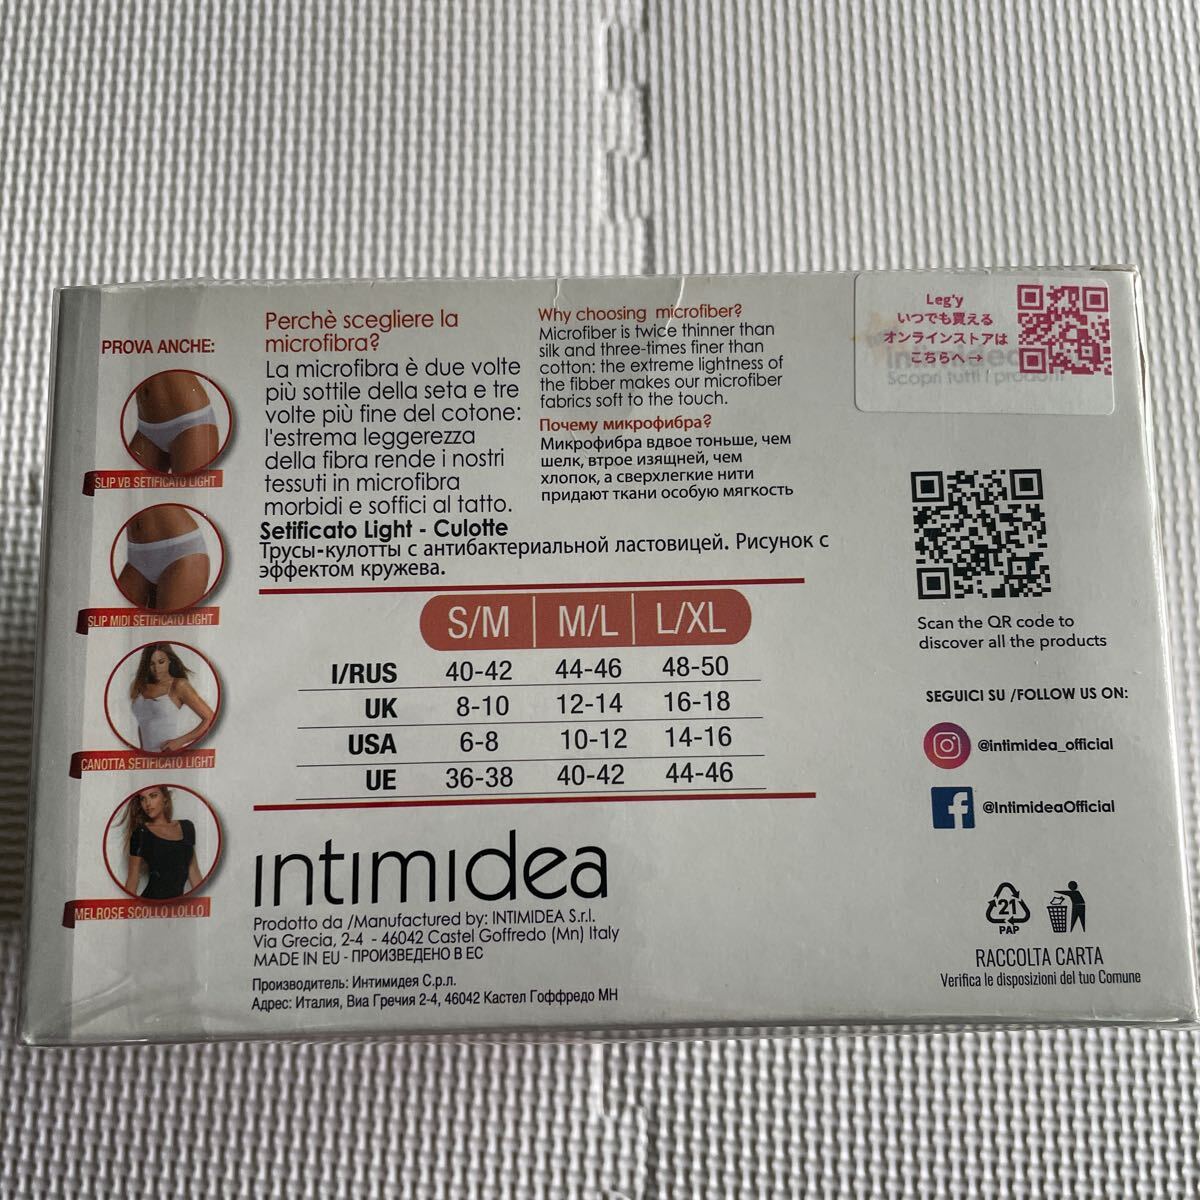 PROVA ANCHE:
SLIP VB SETIFICATO LIGHT
SLIP MIDI SETIFICATO LIGHT
CANOTTA SETIFICATO LIGHT
MELROSE SCOLLO LOLLO
Perchè scegliere la
microfibra?
La microfibra è due volte
più sottile della seta e tre
volte più fine del cotone:
l'estrema leggerezza
della fibra rende i nostri
tessuti in microfibra
morbidi e soffici al tatto.
Why choosing microfiber?
Microfiber is twice thinner than
silk and three-times finer than
cotton: the extreme lightness of
the fibber makes our microfiber
fabrics soft to the touch.
Почему микрофибра?
Микрофибра вдвое тоньше, чем
шелк, втрое изящней, чем
хлопок, а сверхлегкие нити
придают ткани особую мягкость
Setificato Light - Culotte
Трусы-кулотты с антибактериальной ластовицей. Рисунок с
эффектом кружева.
S/M M/L L/XL
I/RUS 40-42 44-46 48-50
UK 8-10 12-14 16-18
USA 6-8 10-12 14-16
UE 36-38 40-42 44-46
intimidea
Prodotto da /Manufactured by: INTIMIDEA S.r.l.
Via Grecia, 2-4 - 46042 Castel Goffredo (Mn) Italy
MADE IN EU - ПРОИЗВЕДЕНО В ЕС
Производитель: Интимидея С.р.л.
Адрес: Италия, Виа Гречия 2-4, 46042 Кастел Гоффредо МН
Leg'y
いつでも買える
オンラインストアは
こちらへ→
intimidea
Scopri tutti i prodotti
Scan the QR code to
discover all the products
SEGUICI SU /FOLLOW US ON:
@intimidea_official
@IntimideaOfficial
21
PAP
RACCOLTA CARTA
Verifica le disposizioni del tuo Comune